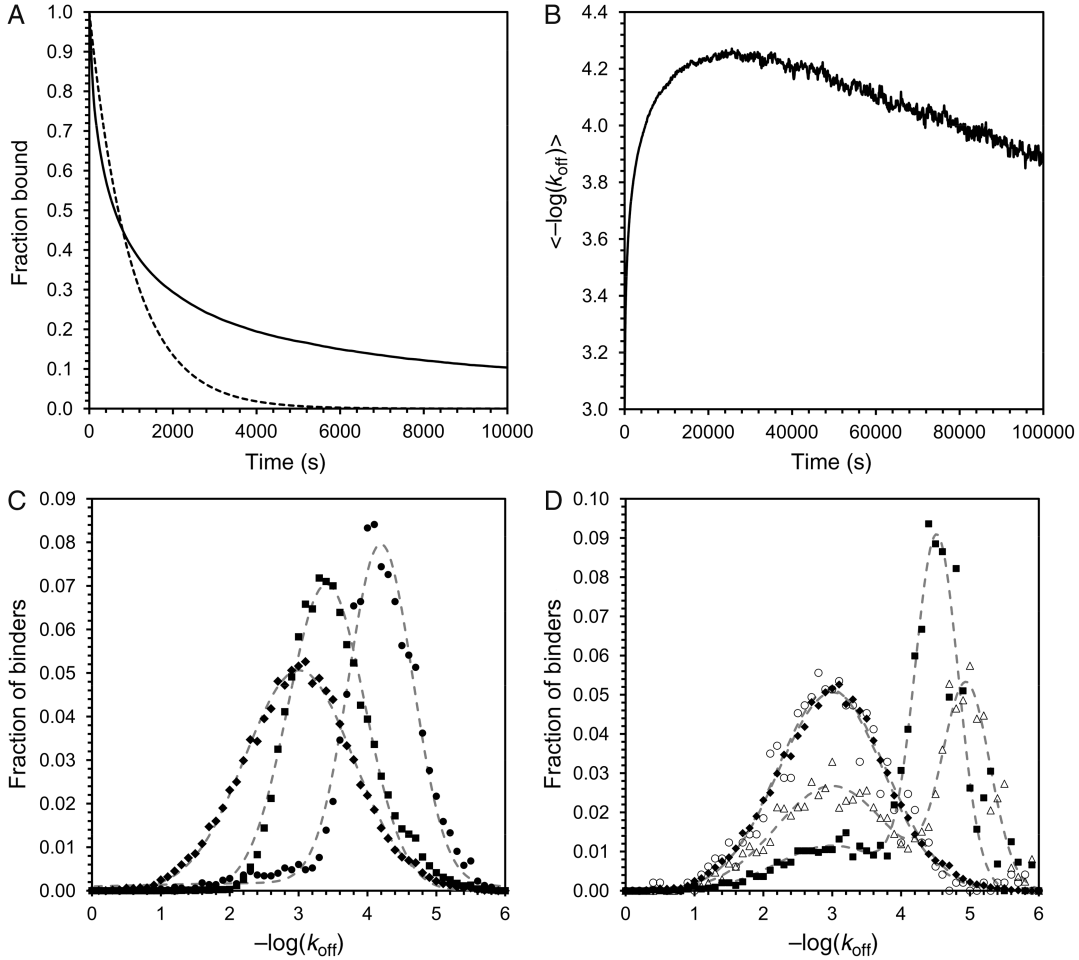 A
1.0
0.9
0.8
0.7
0.6
0.5
0.4
0.3
0.2
0.1
0.0
Fraction bound
0 2000 4000 6000 8000 10000
Time (s)
B
4.4
4.2
4.0
3.8
3.6
3.4
3.2
3.0
<–log(koff)>
0 20000 40000 60000 80000 100000
Time (s)
C
0.09
0.08
0.07
0.06
0.05
0.04
0.03
0.02
0.01
0.00
Fraction of binders
0 1 2 3 4 5 6
–log(koff)
D
0.10
0.09
0.08
0.07
0.06
0.05
0.04
0.03
0.02
0.01
0.00
Fraction of binders
0 1 2 3 4 5 6
–log(koff)